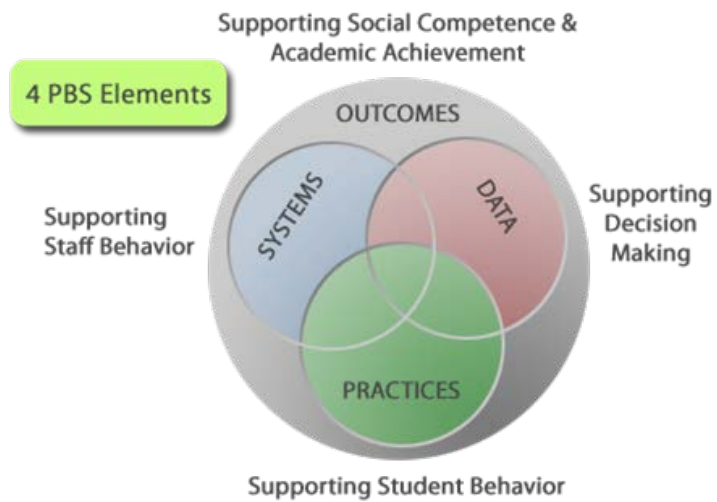 Supporting Social Competence &
Academic Achievement
4 PBS Elements
OUTCOMES
SYSTEMS
DATA
Supporting
Staff Behavior
Supporting
Decision
Making
PRACTICES
Supporting Student Behavior